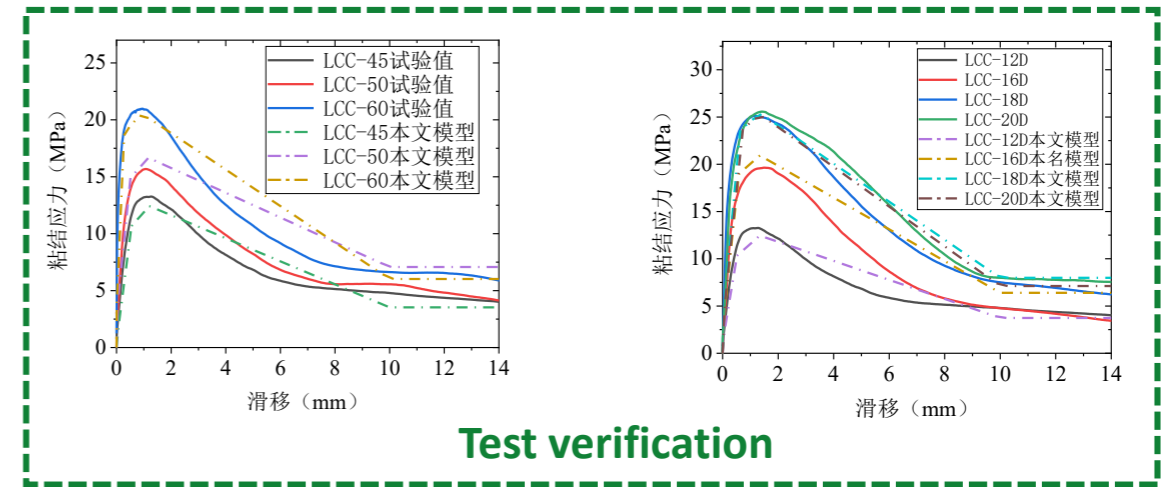 25
20
15
10
5
0
0 2 4 6 8 10 12 14
粘结应力（MPa）
滑移（mm）
LCC-45试验值
LCC-50试验值
LCC-60试验值
LCC-45本文模型
LCC-50本文模型
LCC-60本文模型
30
25
20
15
10
5
0
0 2 4 6 8 10 12 14
粘结应力（MPa）
滑移（mm）
LCC-12D
LCC-16D
LCC-18D
LCC-20D
LCC-12D本文模型
LCC-16D本名模型
LCC-18D本文模型
LCC-20D本文模型
Test verification